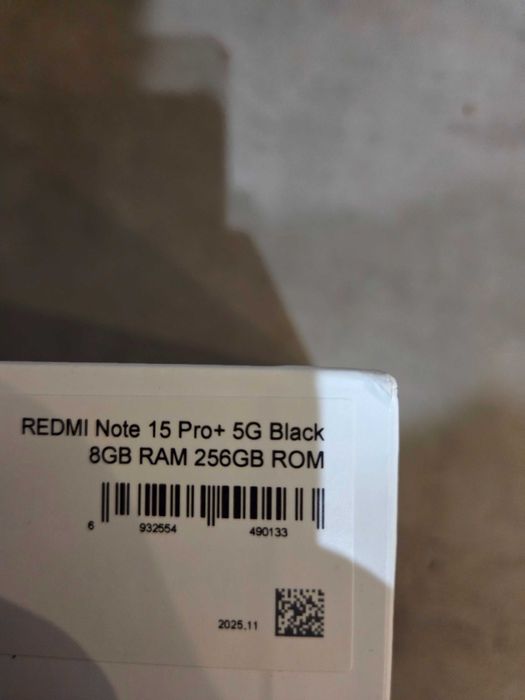 REDMI Note 15 Pro+ 5G Black
8GB RAM 256GB ROM
6 932554 490133
2025.11